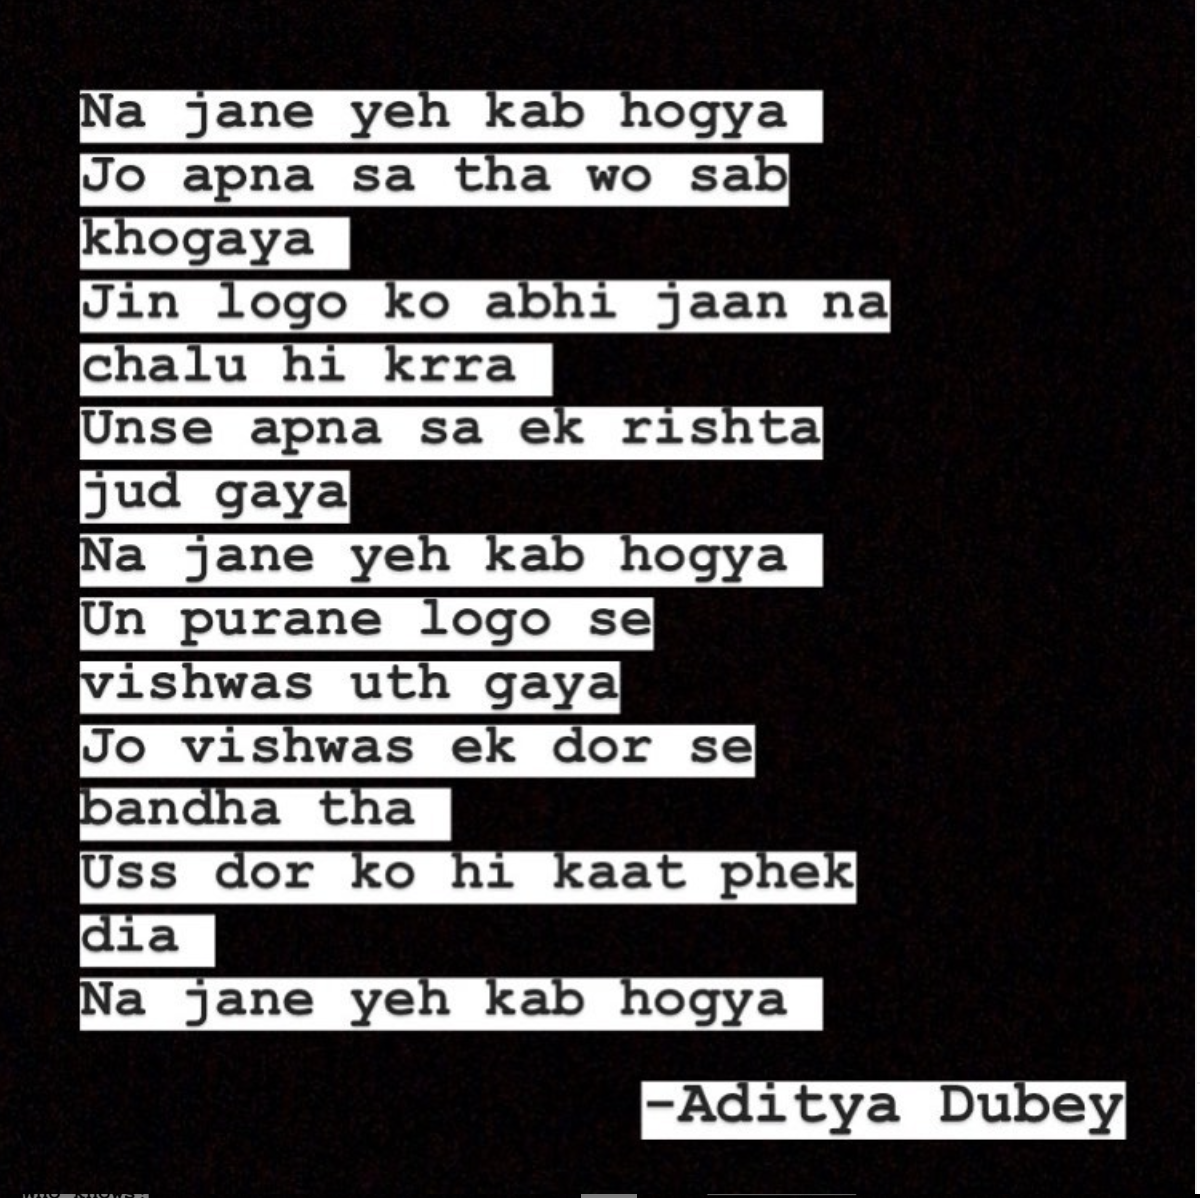 Na jane yeh kab hogya
Jo apna sa tha wo sab
khogaya
Jin logo ko abhi jaan na
chalu hi krra
Unse apna sa ek rishta
jud gaya
Na jane yeh kab hogya
Un purane logo se
vishwas uth gaya
Jo vishwas ek dor se
bandha tha
Uss dor ko hi kaat phek
dia
Na jane yeh kab hogya
-Aditya Dubey